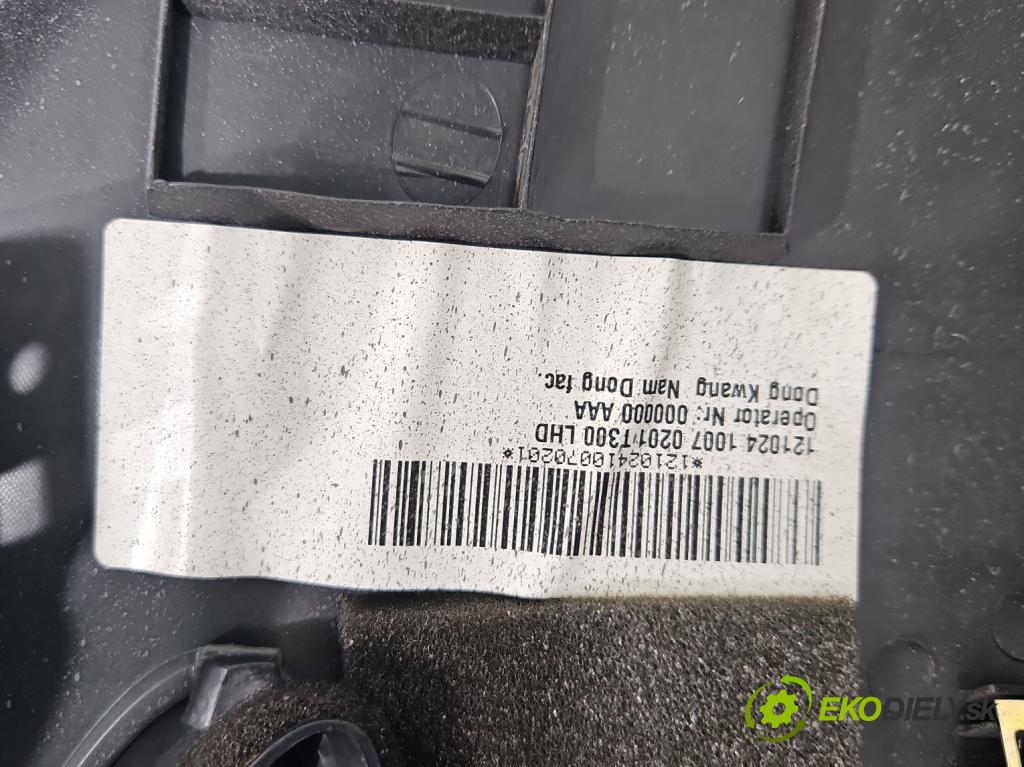 *12102410070201*
121024 1007 0201 T300 LHD
Operator Nr: 000000 AAA
Dong Kwang Nam Dong fac.
EKODIELY.sk